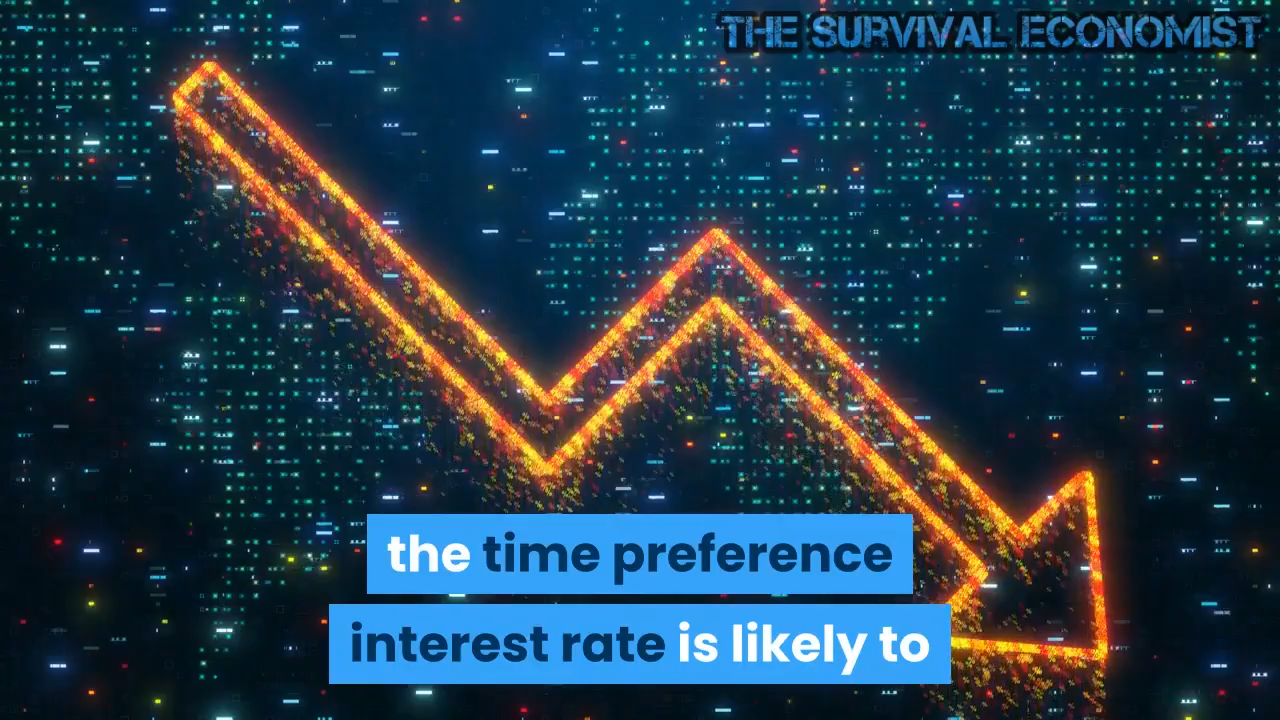 THE SURVIVAL ECONOMIST
the time preference
interest rate is likely to